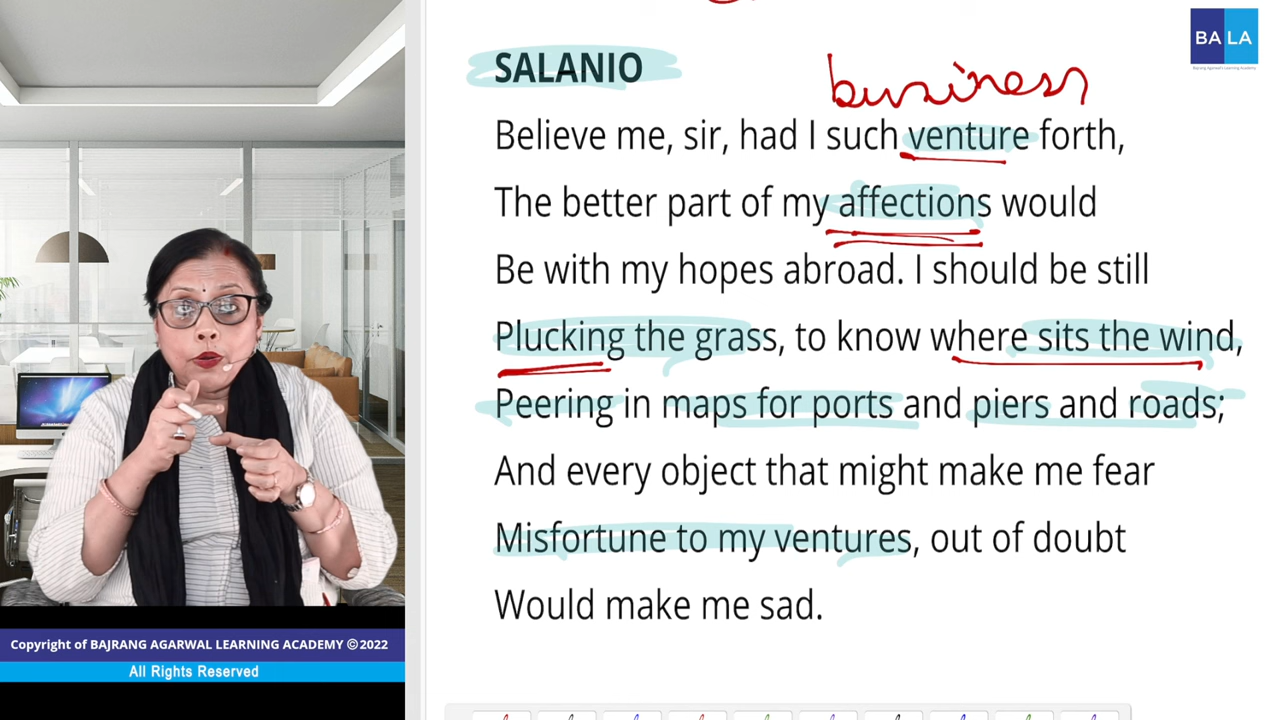 BA LA
SALANIO
business
Believe me, sir, had I such venture forth,
The better part of my affections would
Be with my hopes abroad. I should be still
Plucking the grass, to know where sits the wind,
Peering in maps for ports and piers and roads;
And every object that might make me fear
Misfortune to my ventures, out of doubt
Would make me sad.
Copyright of BAJRANG AGARWAL LEARNING ACADEMY ©2022
All Rights Reserved